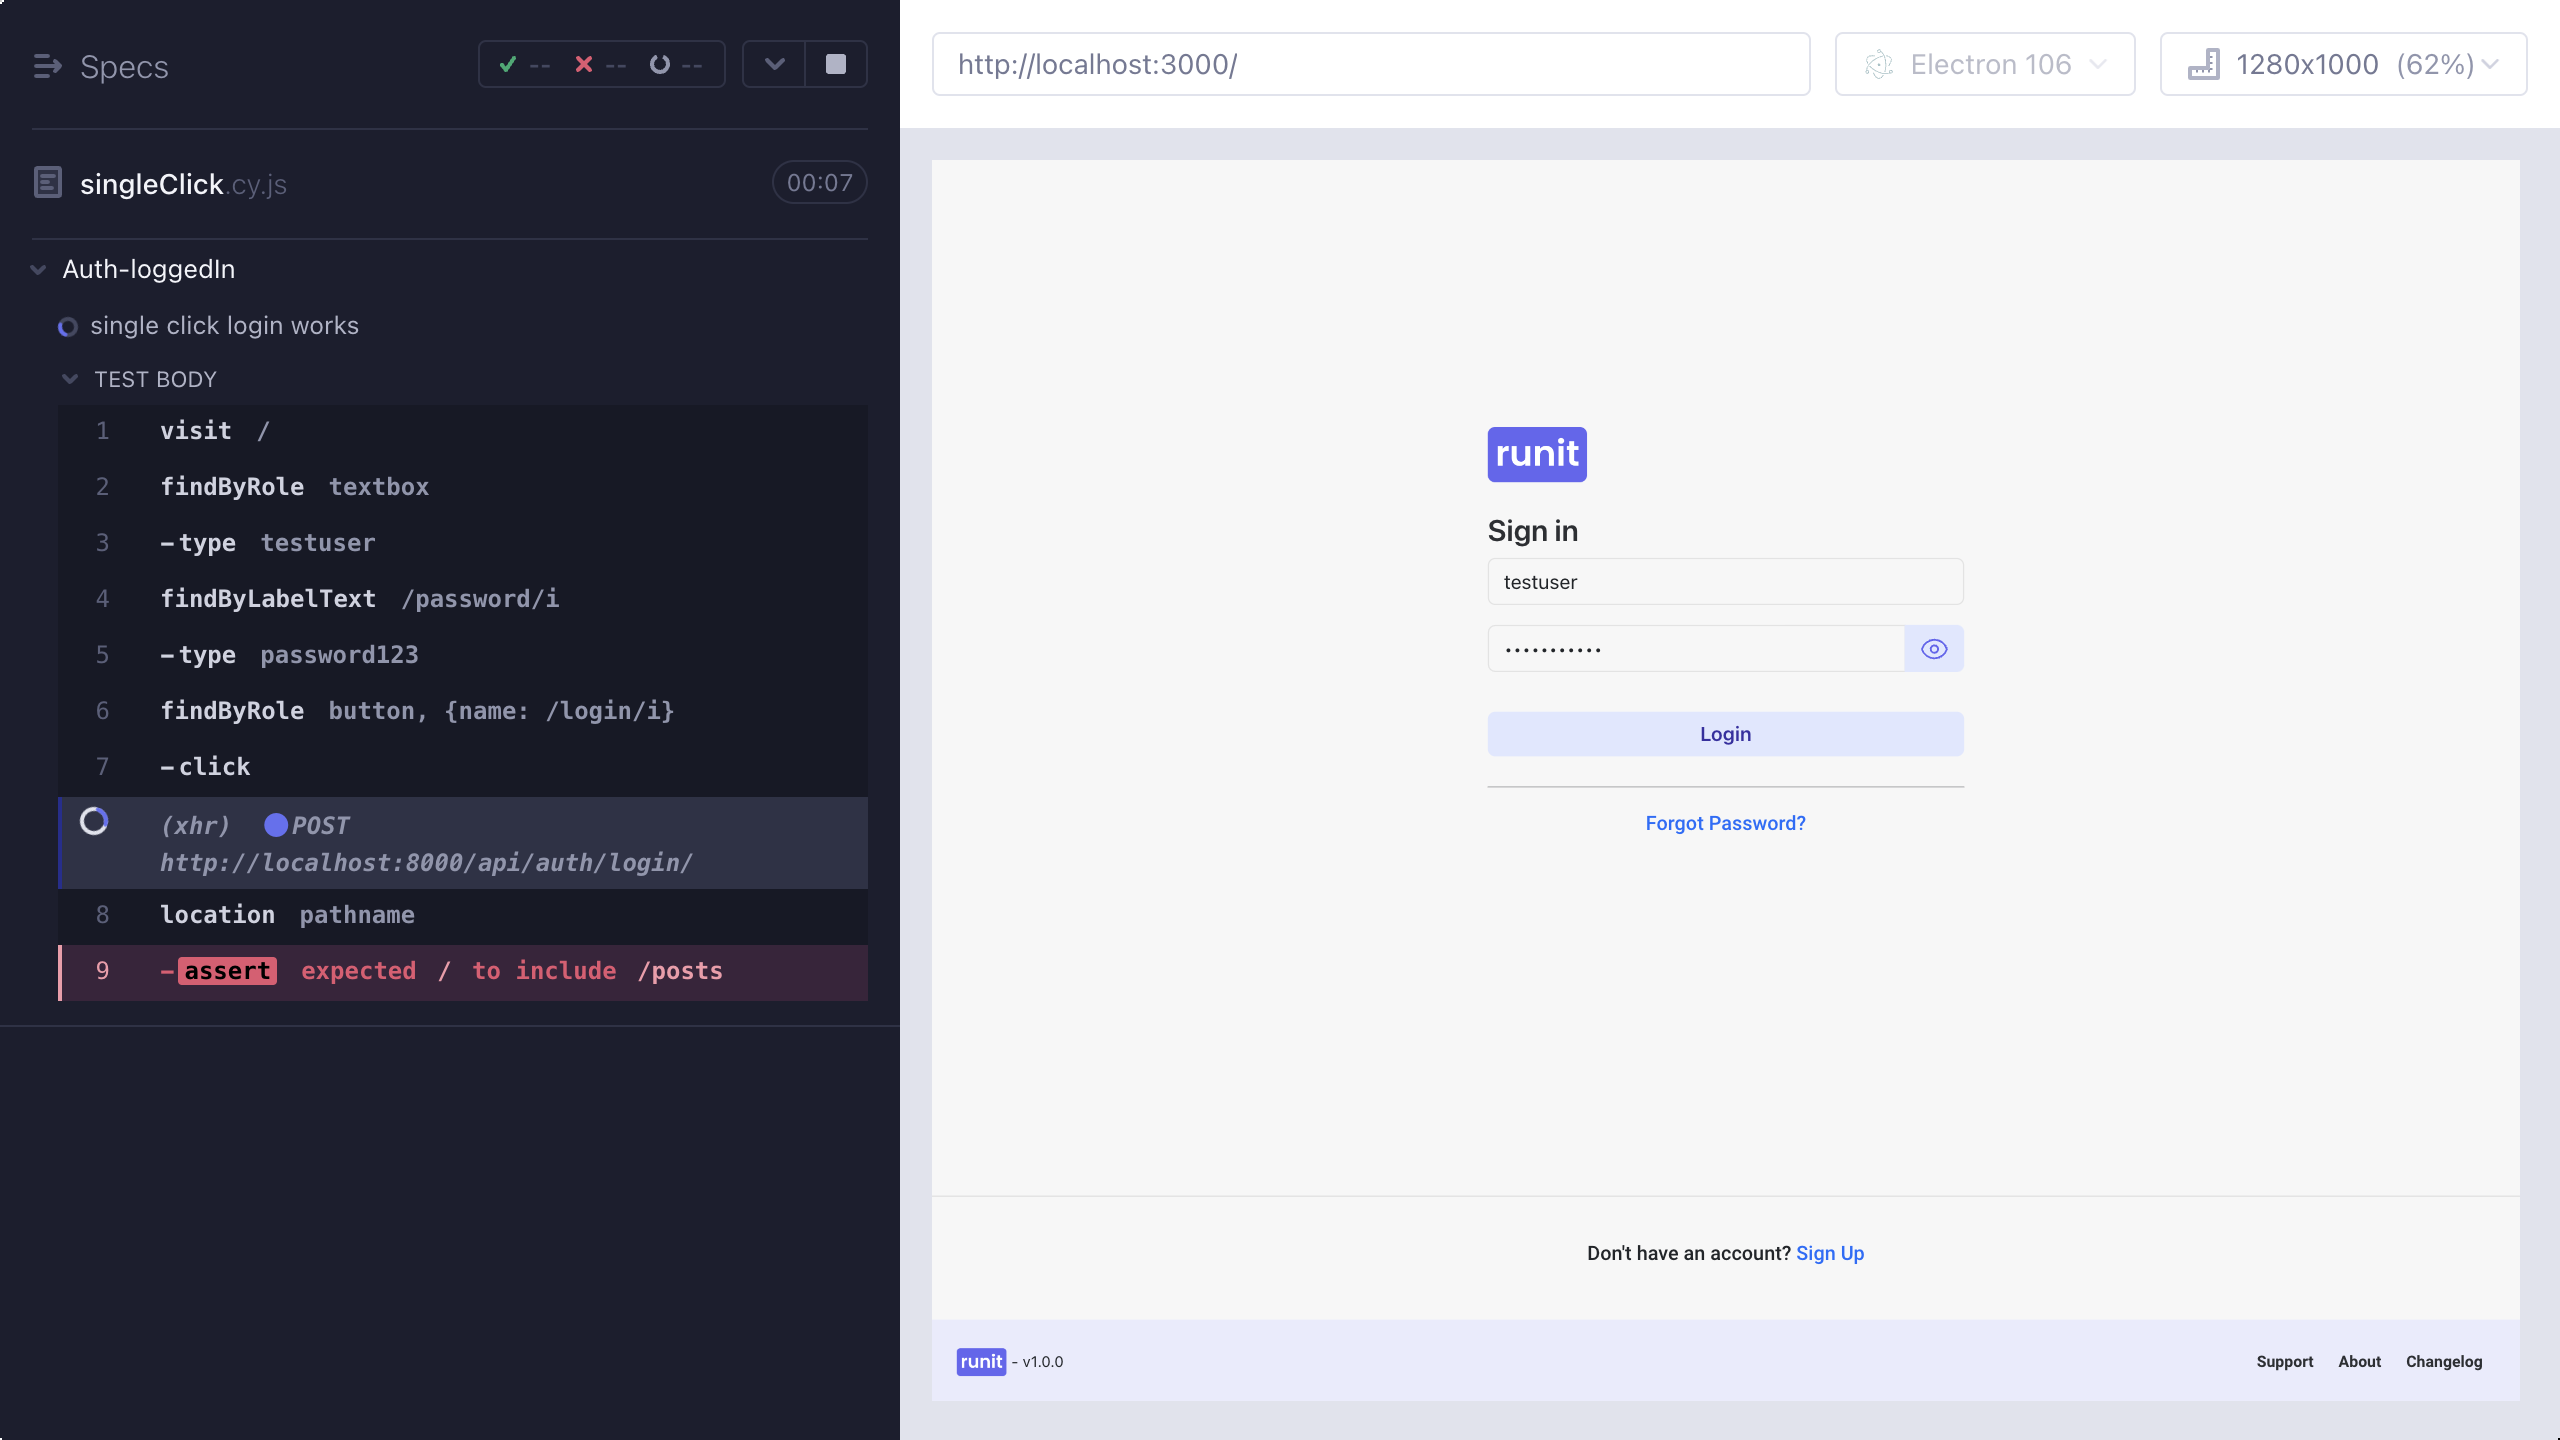 Specs
-- -- --
singleClick.cy.js
00:07
Auth-loggedIn
single click login works
TEST BODY
1 visit /
2 findByRole textbox
3 -type testuser
4 findByLabelText /password/i
5 -type password123
6 findByRole button, {name: /login/i}
7 -click
(xhr) POST
http://localhost:8000/api/auth/login/
8 location pathname
9 -assert expected / to include /posts
http://localhost:3000/
Electron 106
1280x1000 (62%)
runit
Sign in
testuser
•••••••••••
Login
Forgot Password?
Don't have an account? Sign Up
runit - v1.0.0
Support About Changelog